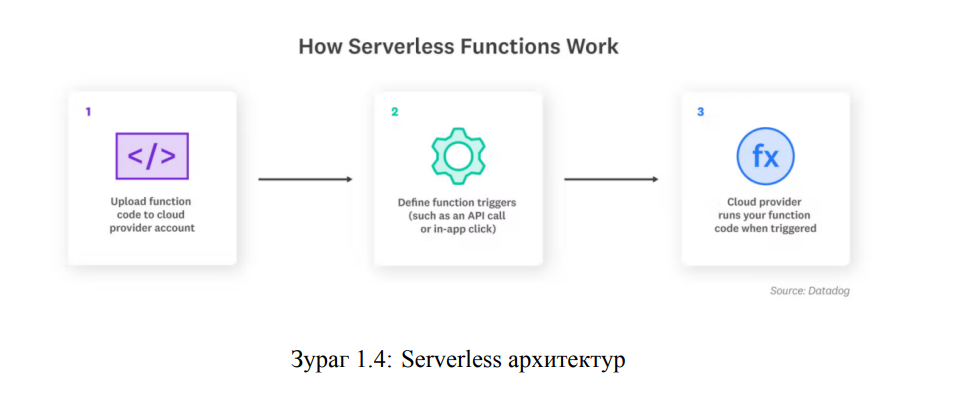 How Serverless Functions Work
1
</>
Upload function
code to cloud
provider account
2
Define function triggers
(such as an API call
or in-app click)
3
fx
Cloud provider
runs your function
code when triggered
Source: Datadog
Зураг 1.4: Serverless архитектур